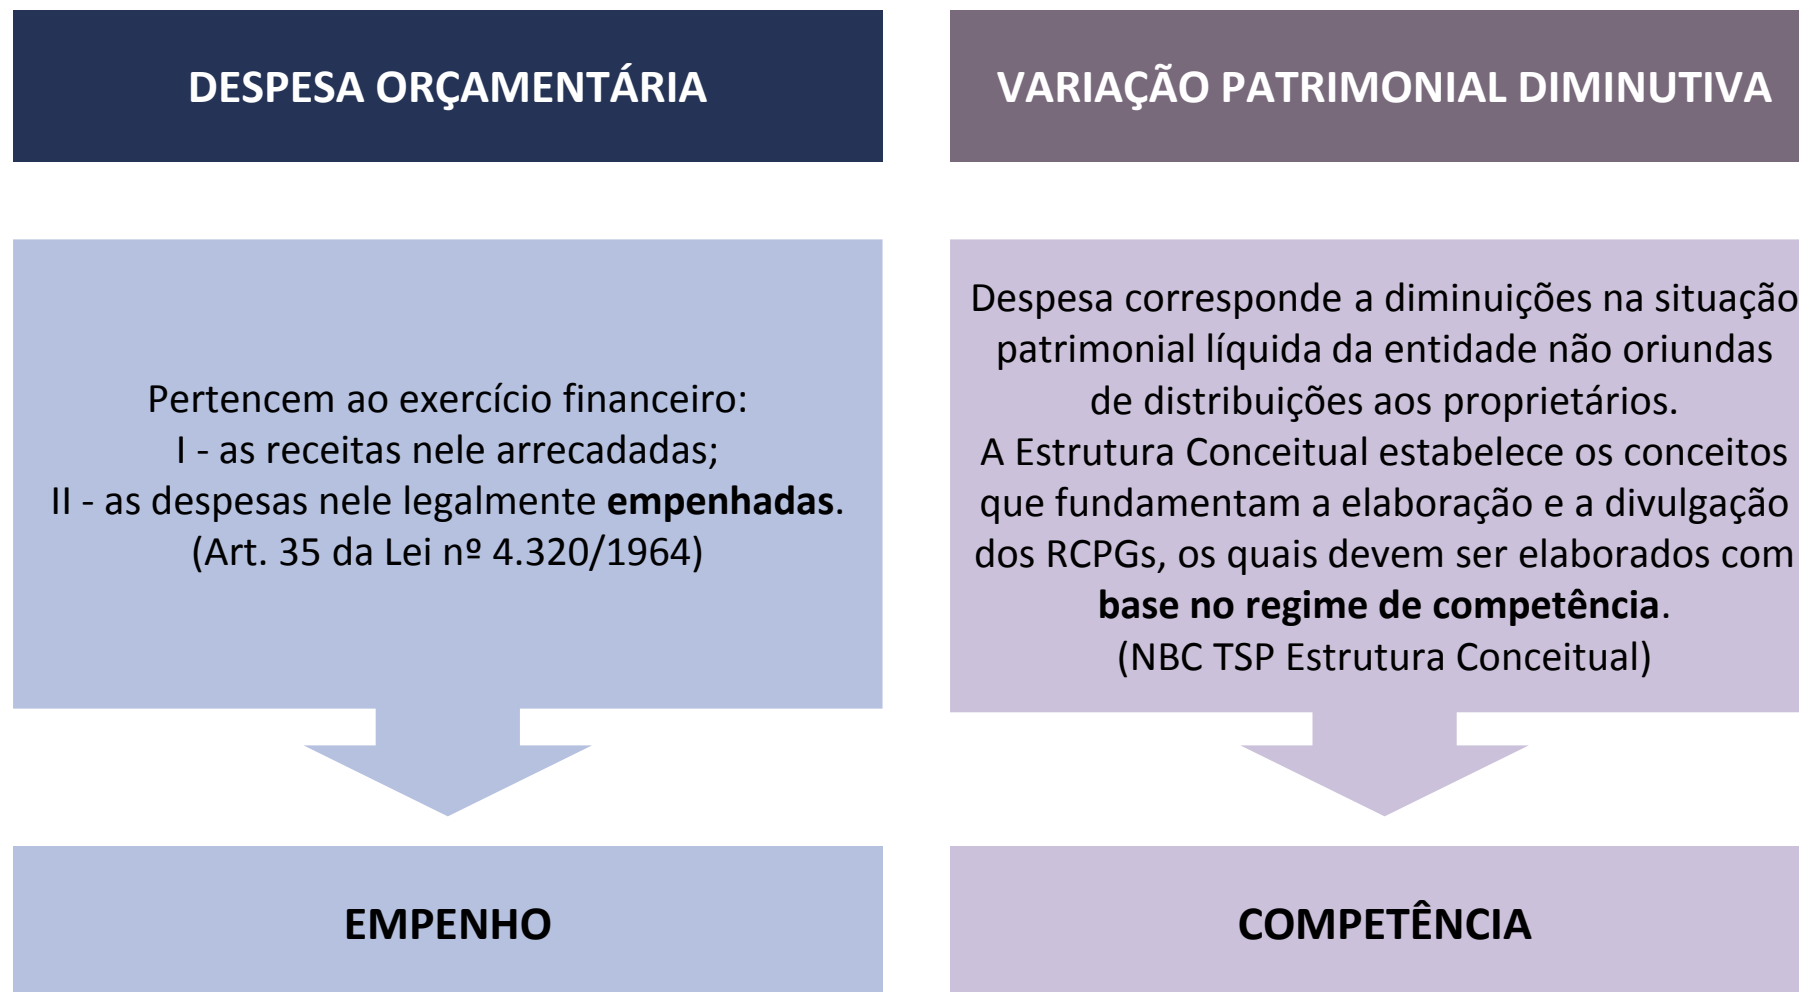 DESPESA ORÇAMENTÁRIA
Pertencem ao exercício financeiro:
I - as receitas nele arrecadadas;
II - as despesas nele legalmente empenhadas.
(Art. 35 da Lei nº 4.320/1964)
EMPENHO
VARIAÇÃO PATRIMONIAL DIMINUTIVA
Despesa corresponde a diminuições na situação
patrimonial líquida da entidade não oriundas
de distribuições aos proprietários.
A Estrutura Conceitual estabelece os conceitos
que fundamentam a elaboração e a divulgação
dos RCPGs, os quais devem ser elaborados com
base no regime de competência.
(NBC TSP Estrutura Conceitual)
COMPETÊNCIA